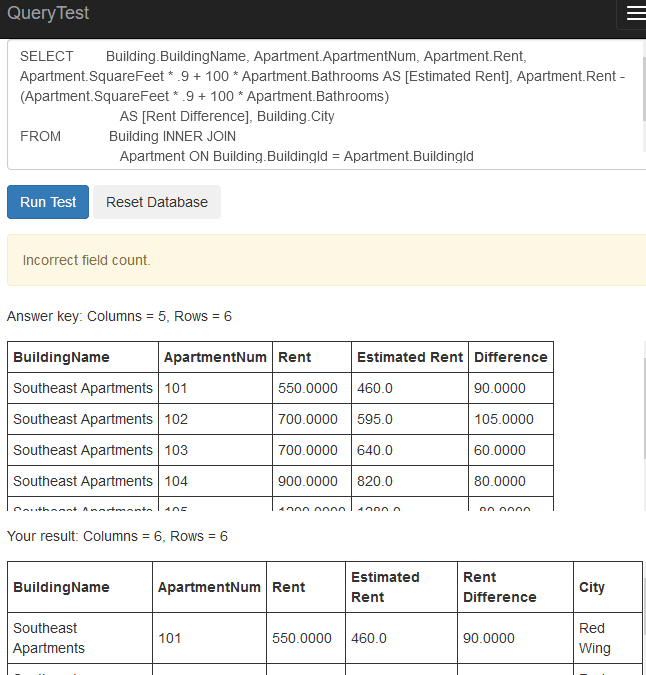 QueryTest
SELECT Building.BuildingName, Apartment.ApartmentNum, Apartment.Rent,
Apartment.SquareFeet * .9 + 100 * Apartment.Bathrooms AS [Estimated Rent], Apartment.Rent -
(Apartment.SquareFeet * .9 + 100 * Apartment.Bathrooms)
AS [Rent Difference], Building.City
FROM Building INNER JOIN
Apartment ON Building.BuildingId = Apartment.BuildingId
Run Test Reset Database
Incorrect field count.
Answer key: Columns = 5, Rows = 6
BuildingName ApartmentNum Rent Estimated Rent Difference
Southeast Apartments 101 550.0000 460.0 90.0000
Southeast Apartments 102 700.0000 595.0 105.0000
Southeast Apartments 103 700.0000 640.0 60.0000
Southeast Apartments 104 900.0000 820.0 80.0000
Southeast Apartments 105 1200.0000 1280.0 -80.0000
Your result: Columns = 6, Rows = 6
BuildingName ApartmentNum Rent Estimated Rent Rent Difference City
Southeast Apartments 101 550.0000 460.0 90.0000 Red Wing